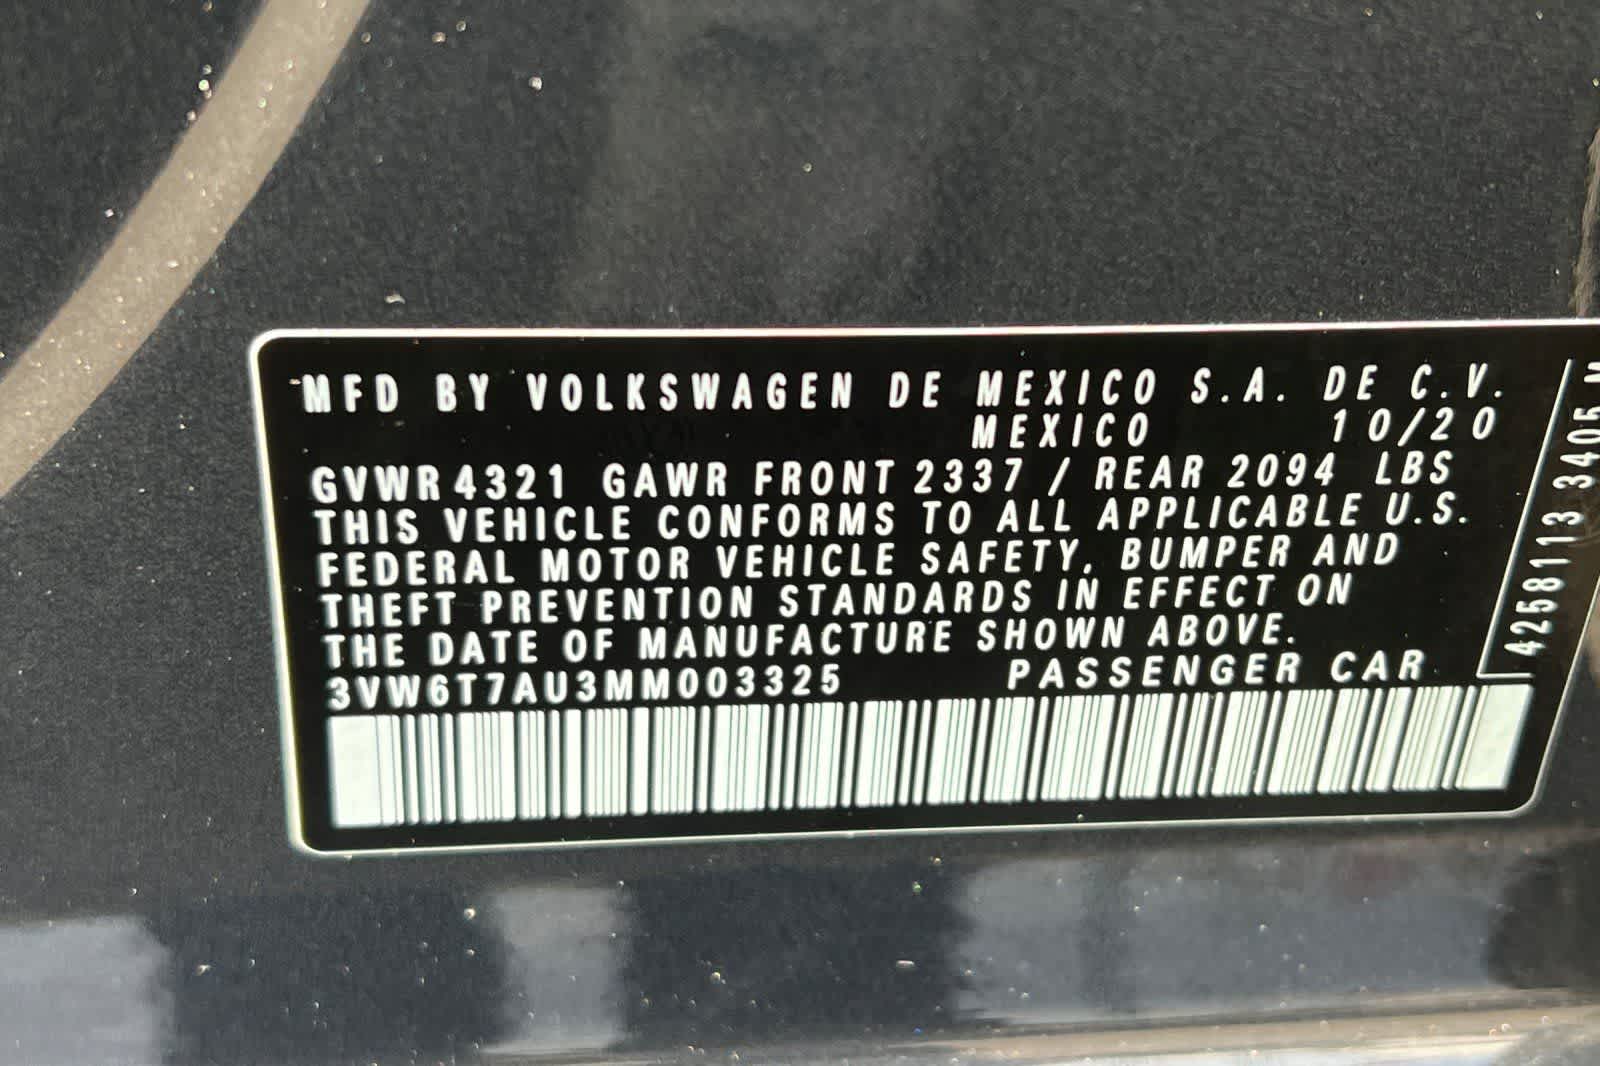 MFD BY VOLKSWAGEN DE MEXICO S.A. DE C.V.
MEXICO 10/20
GVWR 4321 GAWR FRONT 2337 / REAR 2094 LBS
THIS VEHICLE CONFORMS TO ALL APPLICABLE U.S.
FEDERAL MOTOR VEHICLE SAFETY, BUMPER AND
THEFT PREVENTION STANDARDS IN EFFECT ON
THE DATE OF MANUFACTURE SHOWN ABOVE.
3VW6T7AU3MM003325 PASSENGER CAR
4258113 3405